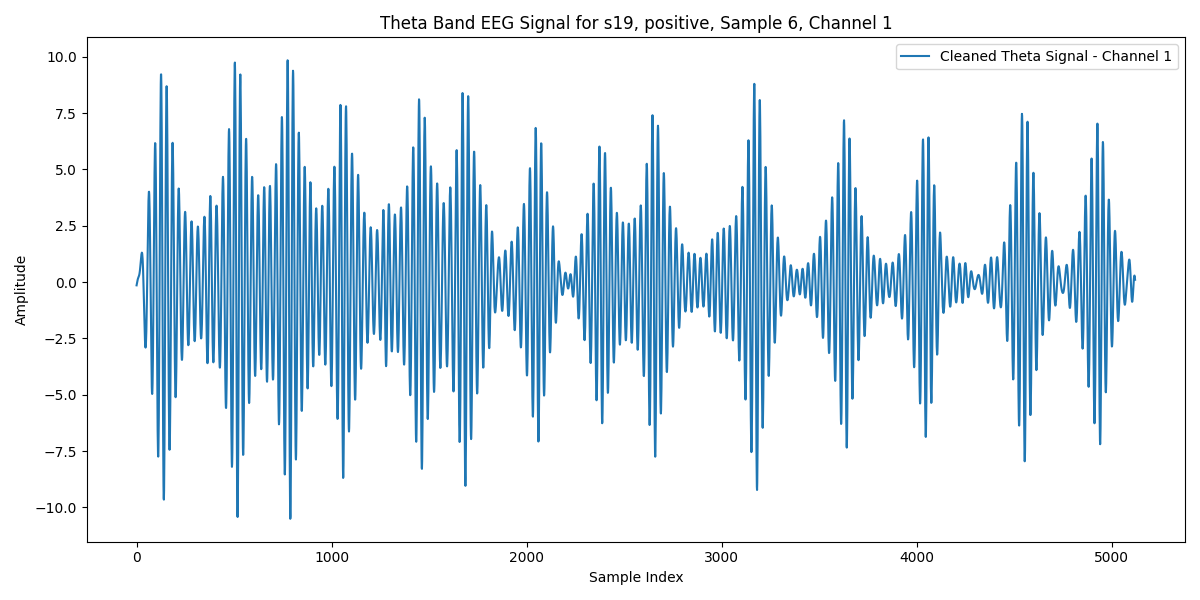 Theta Band EEG Signal for s19, positive, Sample 6, Channel 1
Cleaned Theta Signal - Channel 1
10.0
7.5
5.0
2.5
0.0
−2.5
−5.0
−7.5
−10.0
Amplitude
0 1000 2000 3000 4000 5000
Sample Index